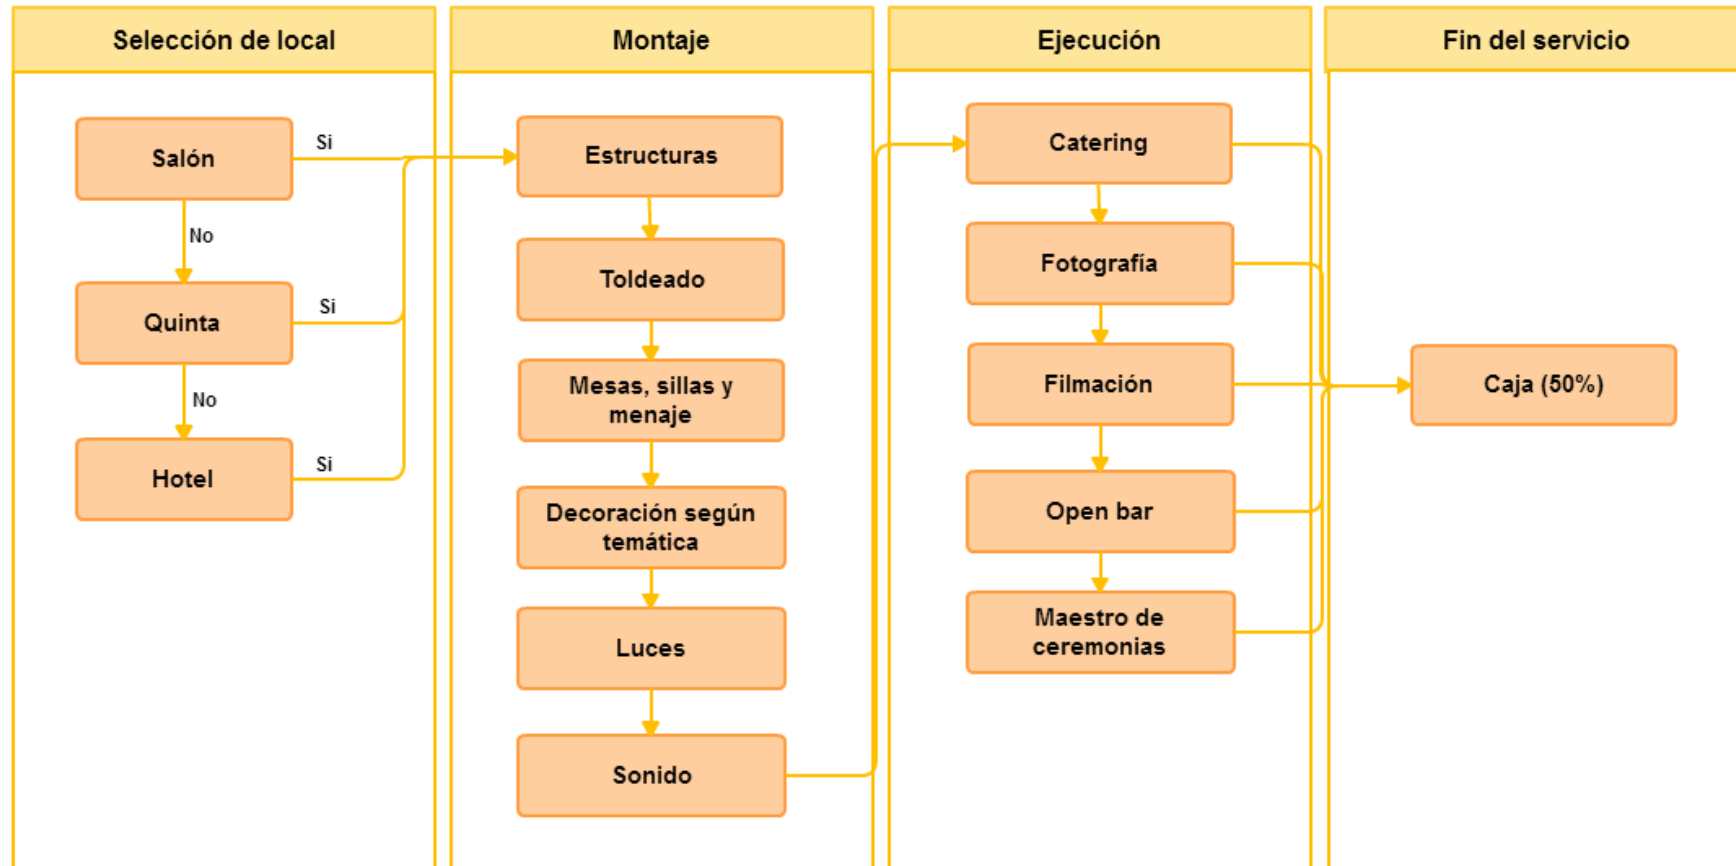 Selección de local
Montaje
Ejecución
Fin del servicio
Salón
Si
No
Quinta
Si
No
Hotel
Si
Estructuras
Toldeado
Mesas, sillas y
menaje
Decoración según
temática
Luces
Sonido
Catering
Fotografía
Filmación
Open bar
Maestro de
ceremonias
Caja (50%)